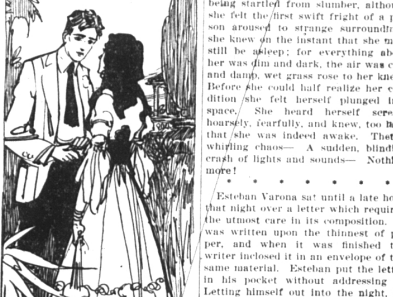 being startled from slumber, althou
she felt the first swift fright of a p
son aroused to strange surroundin
she knew on the instant that she m
still be asleep; for everything ab
her was dim and dark, the air was c
and damp, wet grass rose to her kne
Before she could half realize her c
dition she felt herself plunged i
space. She heard herself scre
hoarsely, fearfully, and knew, too
that she was indeed awake. The
whirling chaos— A sudden, blindi
crash of lights and sounds— Noth
more!
* * * * * * *
Esteban Varona sat until a late ho
that night over a letter which requir
the utmost care in its composition.
was written upon the thinnest of p
per, and when it was finished t
writer inclosed it in an envelope of t
same material. Esteban put the lett
in his pocket without addressing
Letting himself out into the night,